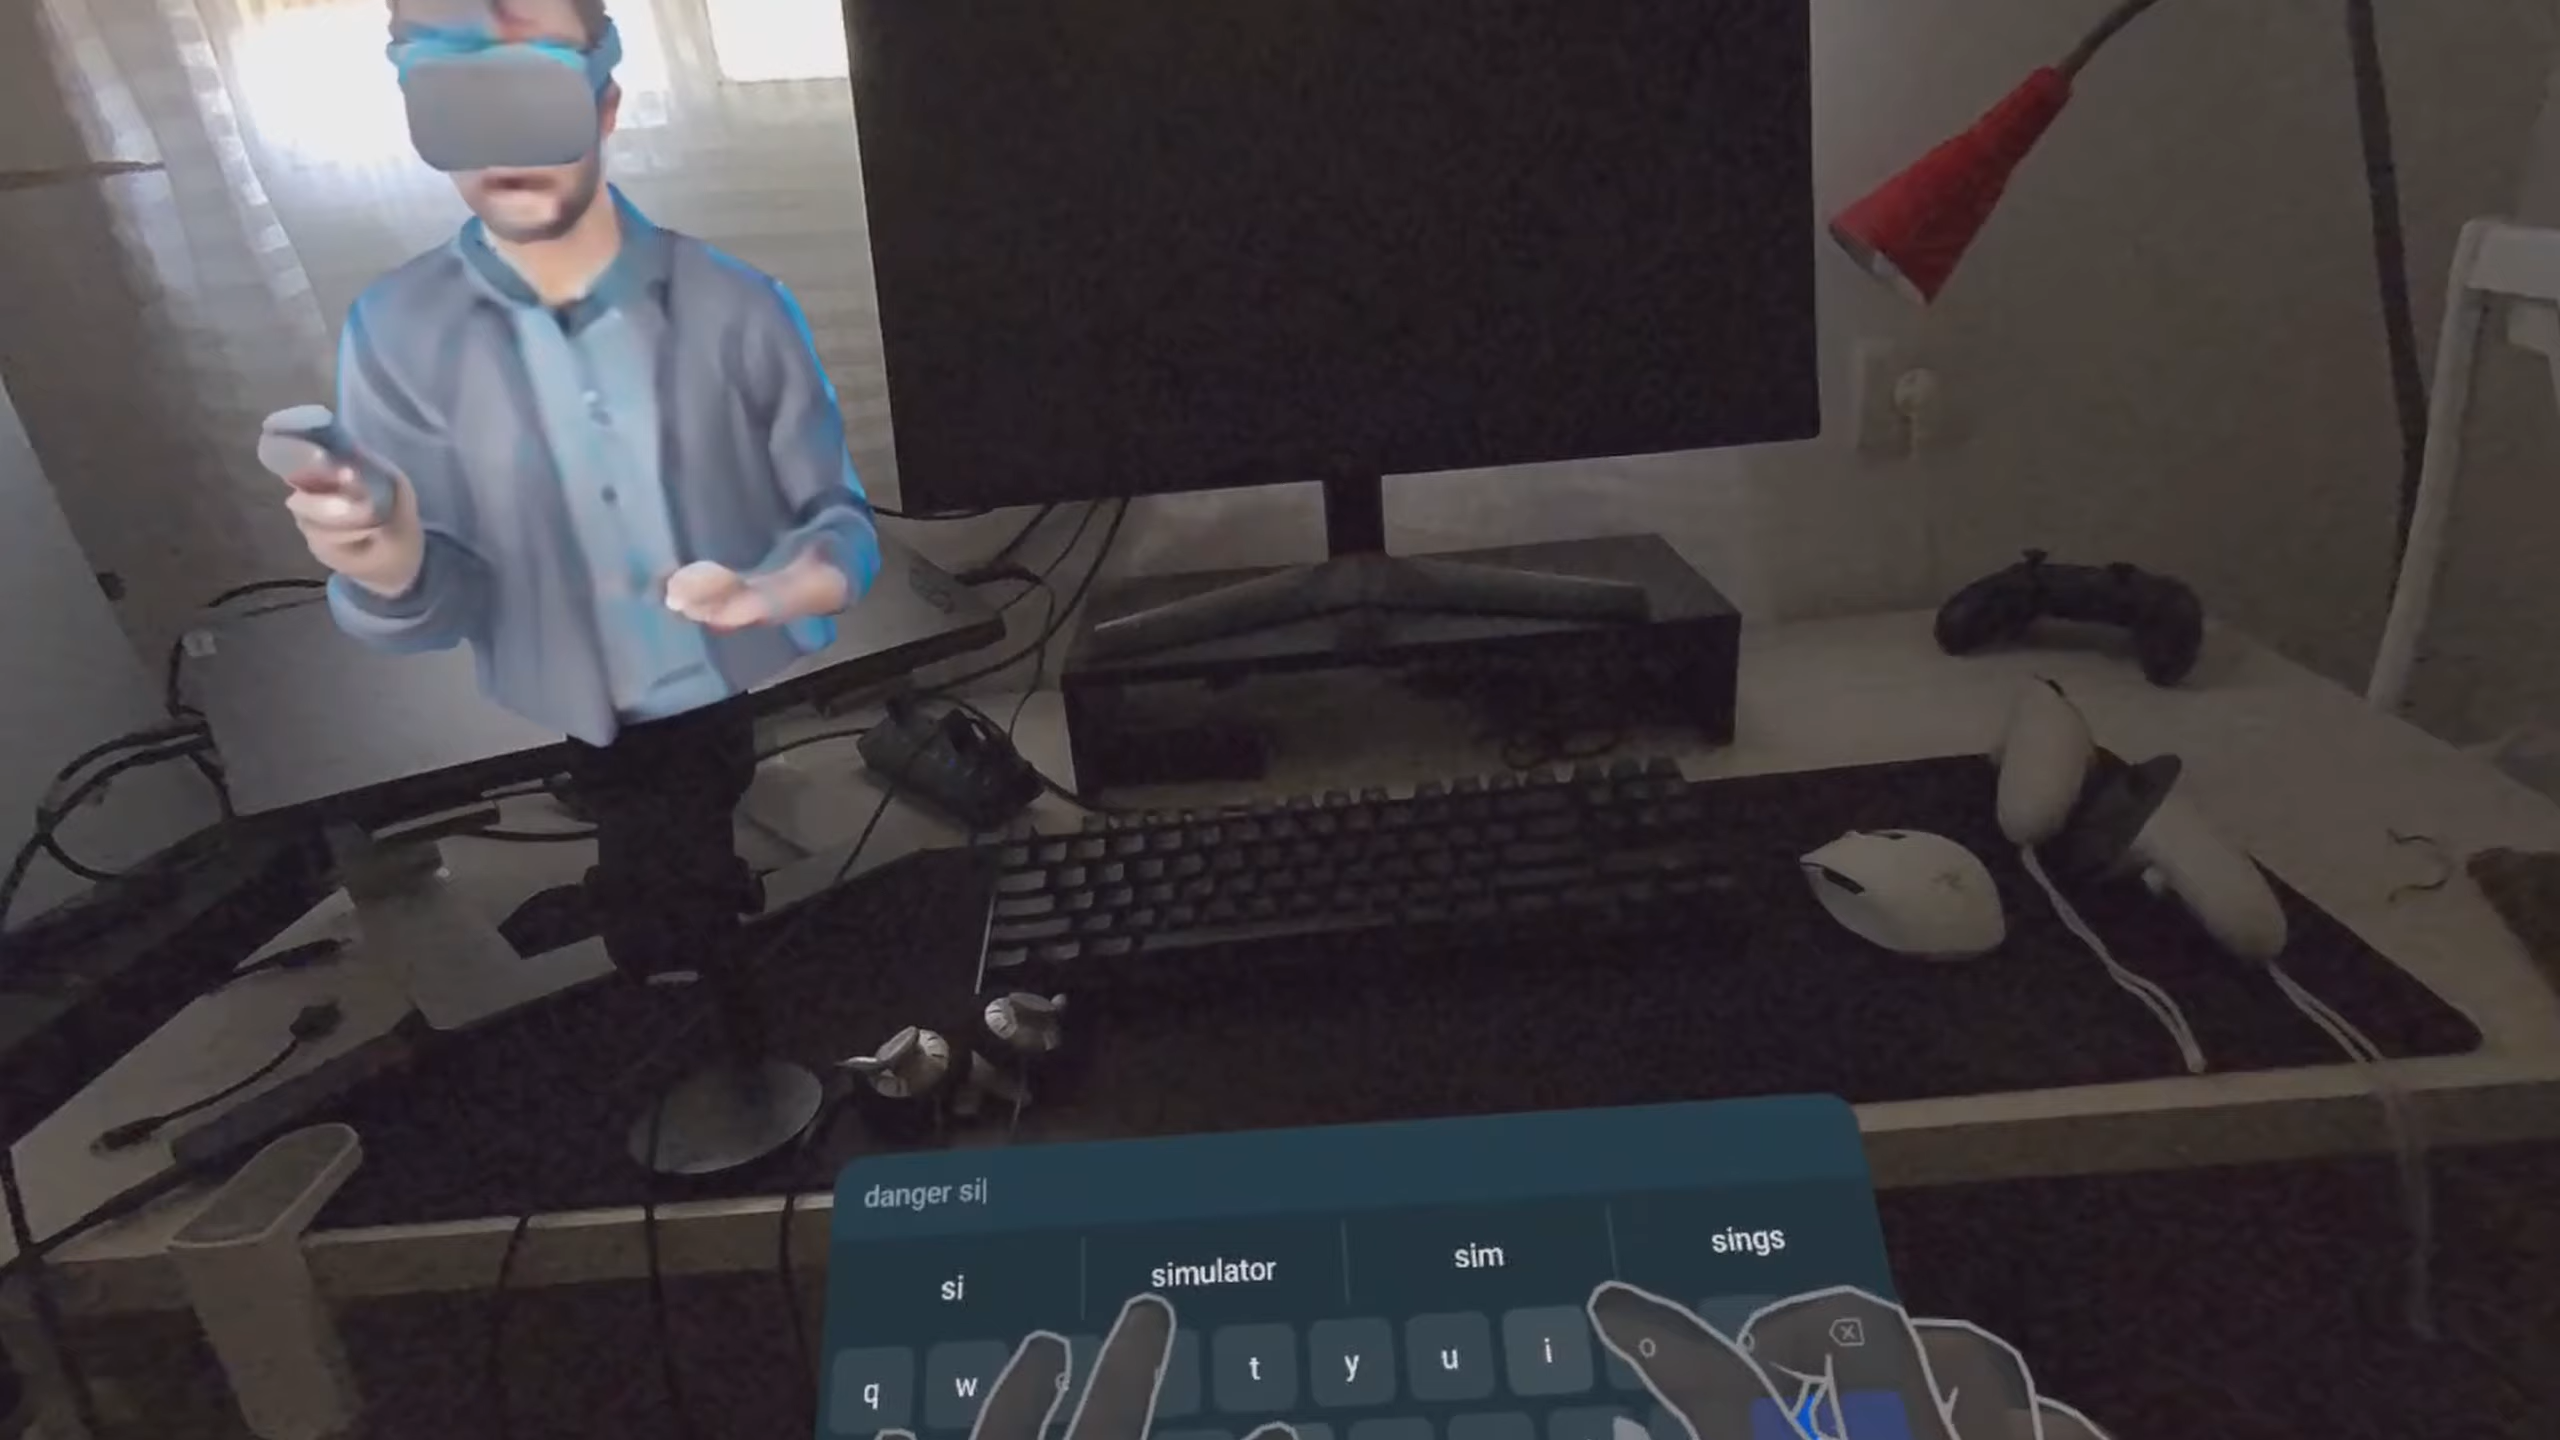 danger si
si simulator sim sings
q w e t y u i o p